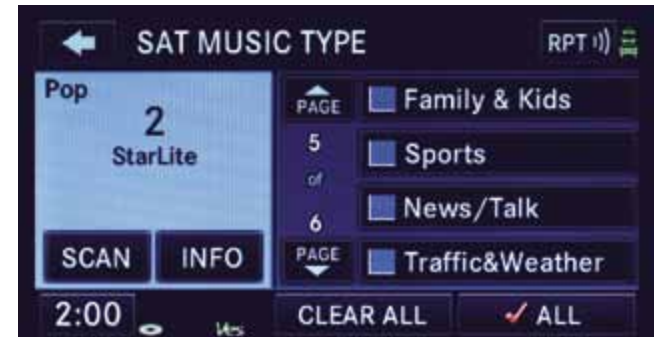 SAT MUSIC TYPE
RPT
Pop
2
StarLite
SCAN
INFO
PAGE
5
of
6
PAGE
Family & Kids
Sports
News/Talk
Traffic&Weather
2:00
Ves
CLEAR ALL
ALL